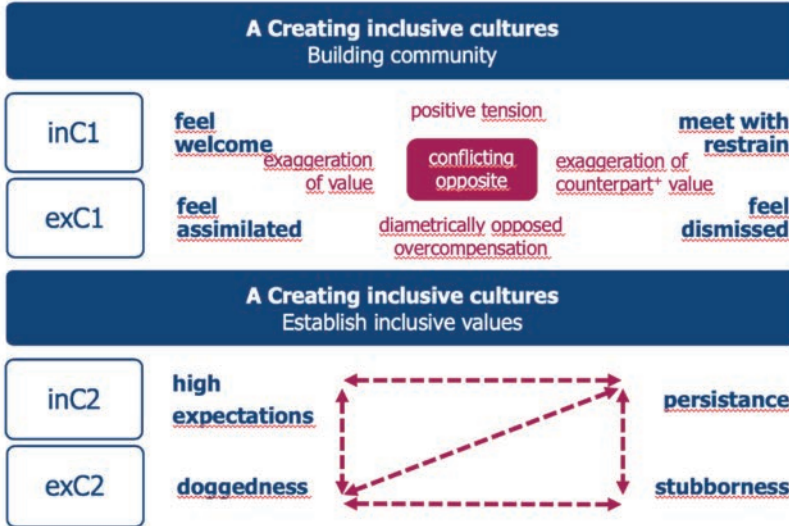 A Creating inclusive cultures
Building community
inC1
feel
welcome
positive tension
meet with
restrain
exaggeration
of value
conflicting
opposite
exaggeration of
counterpart⁺ value
exC1
feel
assimilated
diametrically opposed
overcompensation
feel
dismissed
A Creating inclusive cultures
Establish inclusive values
inC2
high
expectations
persistance
exC2
doggedness
stubborness